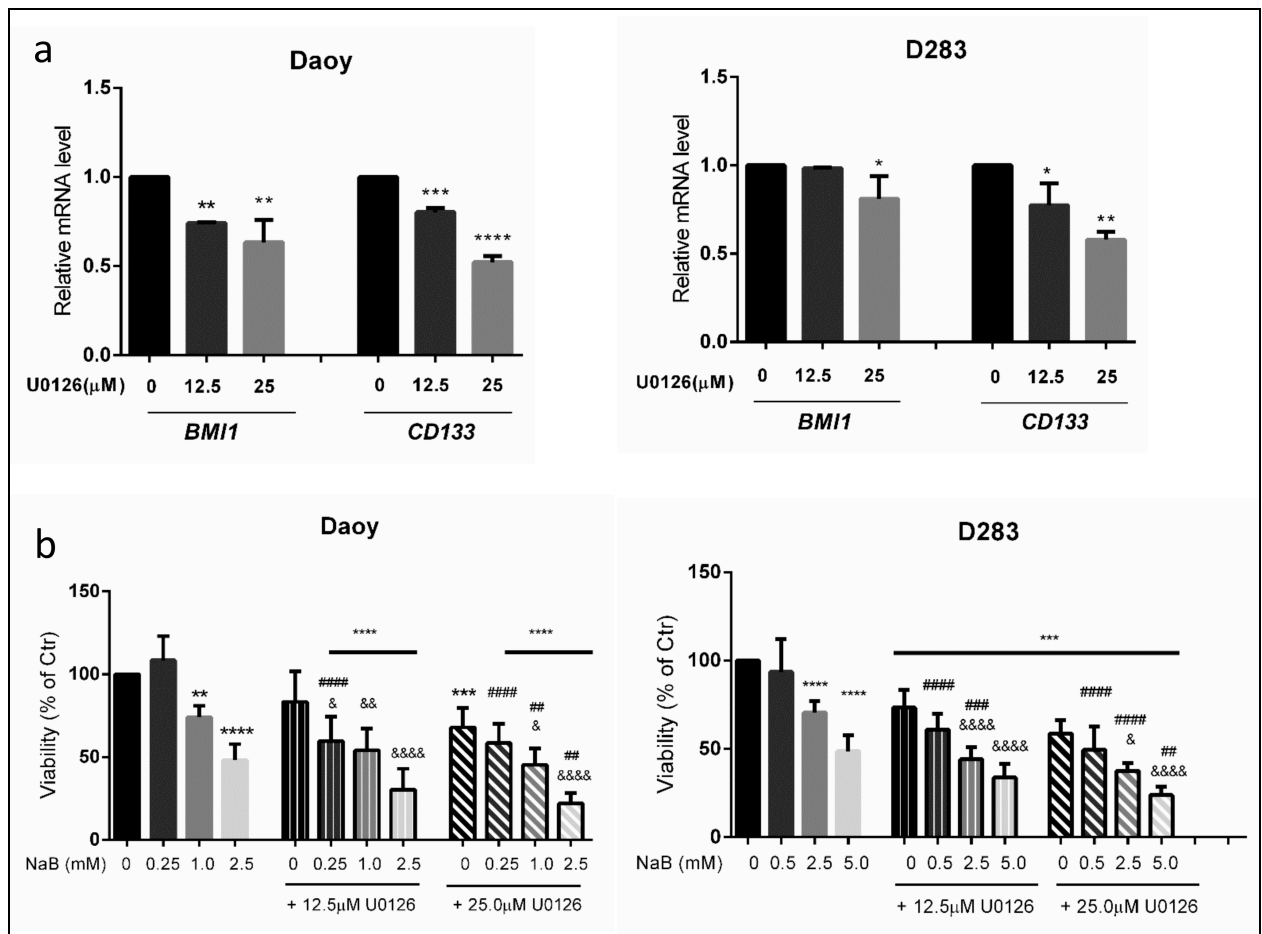 a
Daoy
1.5
1.0
0.5
0.0
Relative mRNA level
** ** *** ****
U0126(μM) 0 12.5 25 0 12.5 25
BMI1 CD133
D283
1.5
1.0
0.5
0.0
Relative mRNA level
* * **
U0126(μM) 0 12.5 25 0 12.5 25
BMI1 CD133
b
Daoy
150
100
50
0
Viability (% of Ctr)
**** ****
** **** #### & && &&&& *** #### ## & ## &&&&
NaB (mM) 0 0.25 1.0 2.5 0 0.25 1.0 2.5 0 0.25 1.0 2.5
+ 12.5μM U0126 + 25.0μM U0126
D283
150
100
50
0
Viability (% of Ctr)
***
**** **** #### ### &&&& &&&& #### #### & ## &&&&
NaB (mM) 0 0.5 2.5 5.0 0 0.5 2.5 5.0 0 0.5 2.5 5.0
+ 12.5μM U0126 + 25.0μM U0126